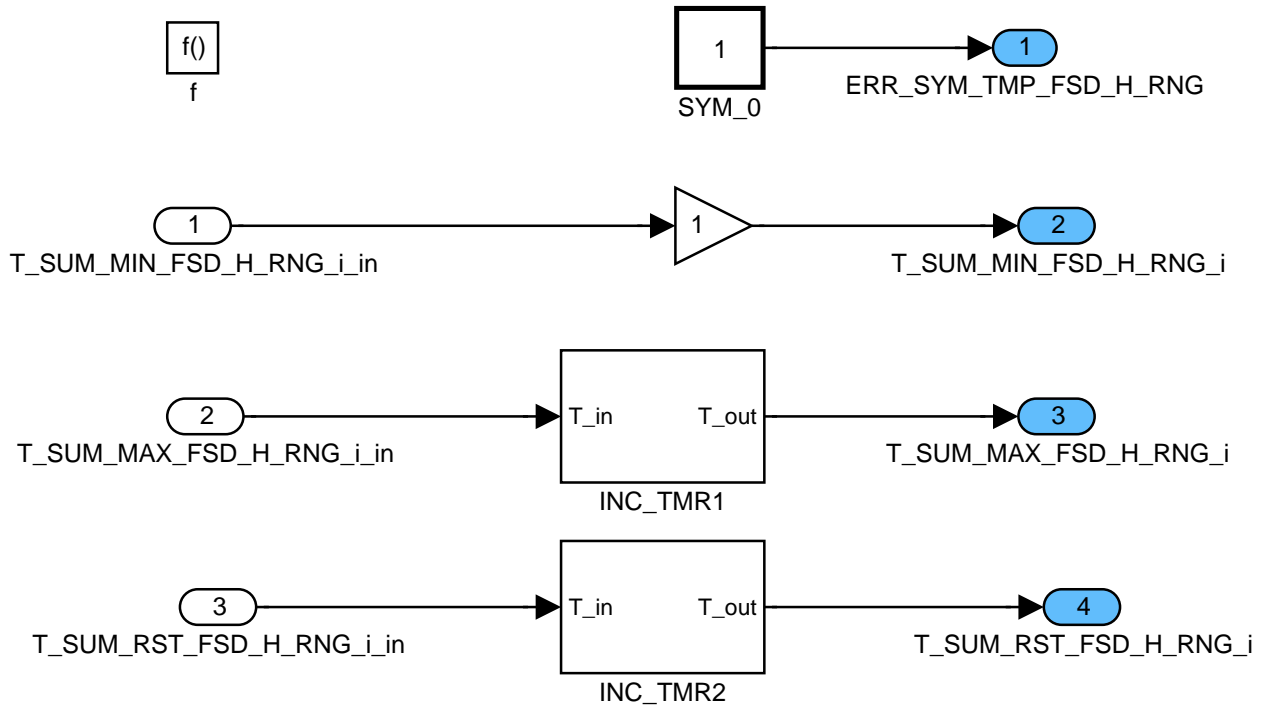 f()
f
1
SYM_0
1
ERR_SYM_TMP_FSD_H_RNG
1
T_SUM_MIN_FSD_H_RNG_i_in
1
2
T_SUM_MIN_FSD_H_RNG_i
2
T_SUM_MAX_FSD_H_RNG_i_in
T_in
T_out
INC_TMR1
3
T_SUM_MAX_FSD_H_RNG_i
3
T_SUM_RST_FSD_H_RNG_i_in
T_in
T_out
INC_TMR2
4
T_SUM_RST_FSD_H_RNG_i